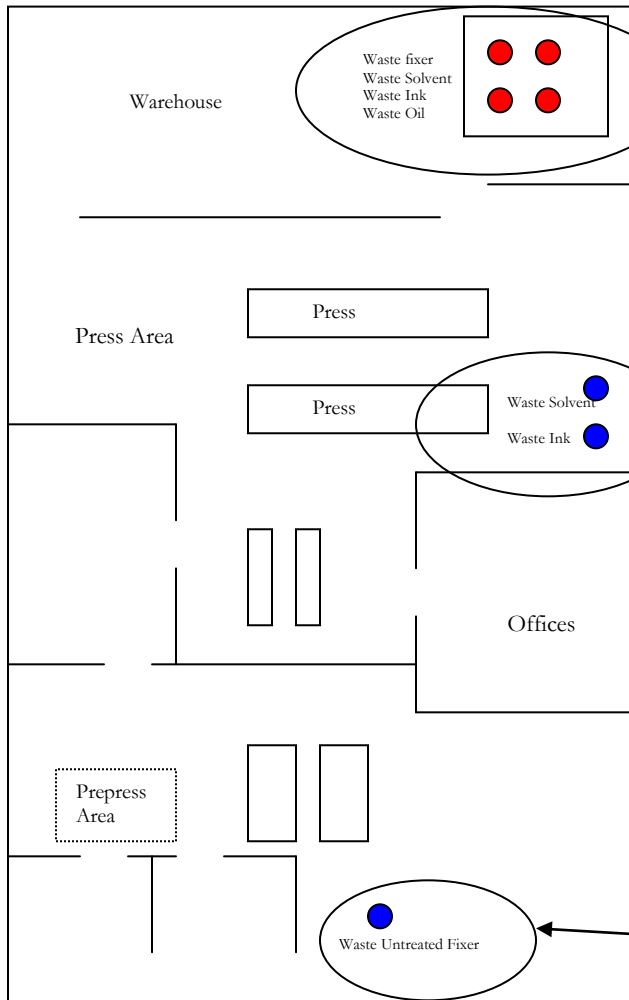 Waste fixer
Waste Solvent
Waste Ink
Waste Oil
Warehouse
Press
Press Area
Press
Waste Solvent
Waste Ink
Offices
Prepress
Area
Waste Untreated Fixer